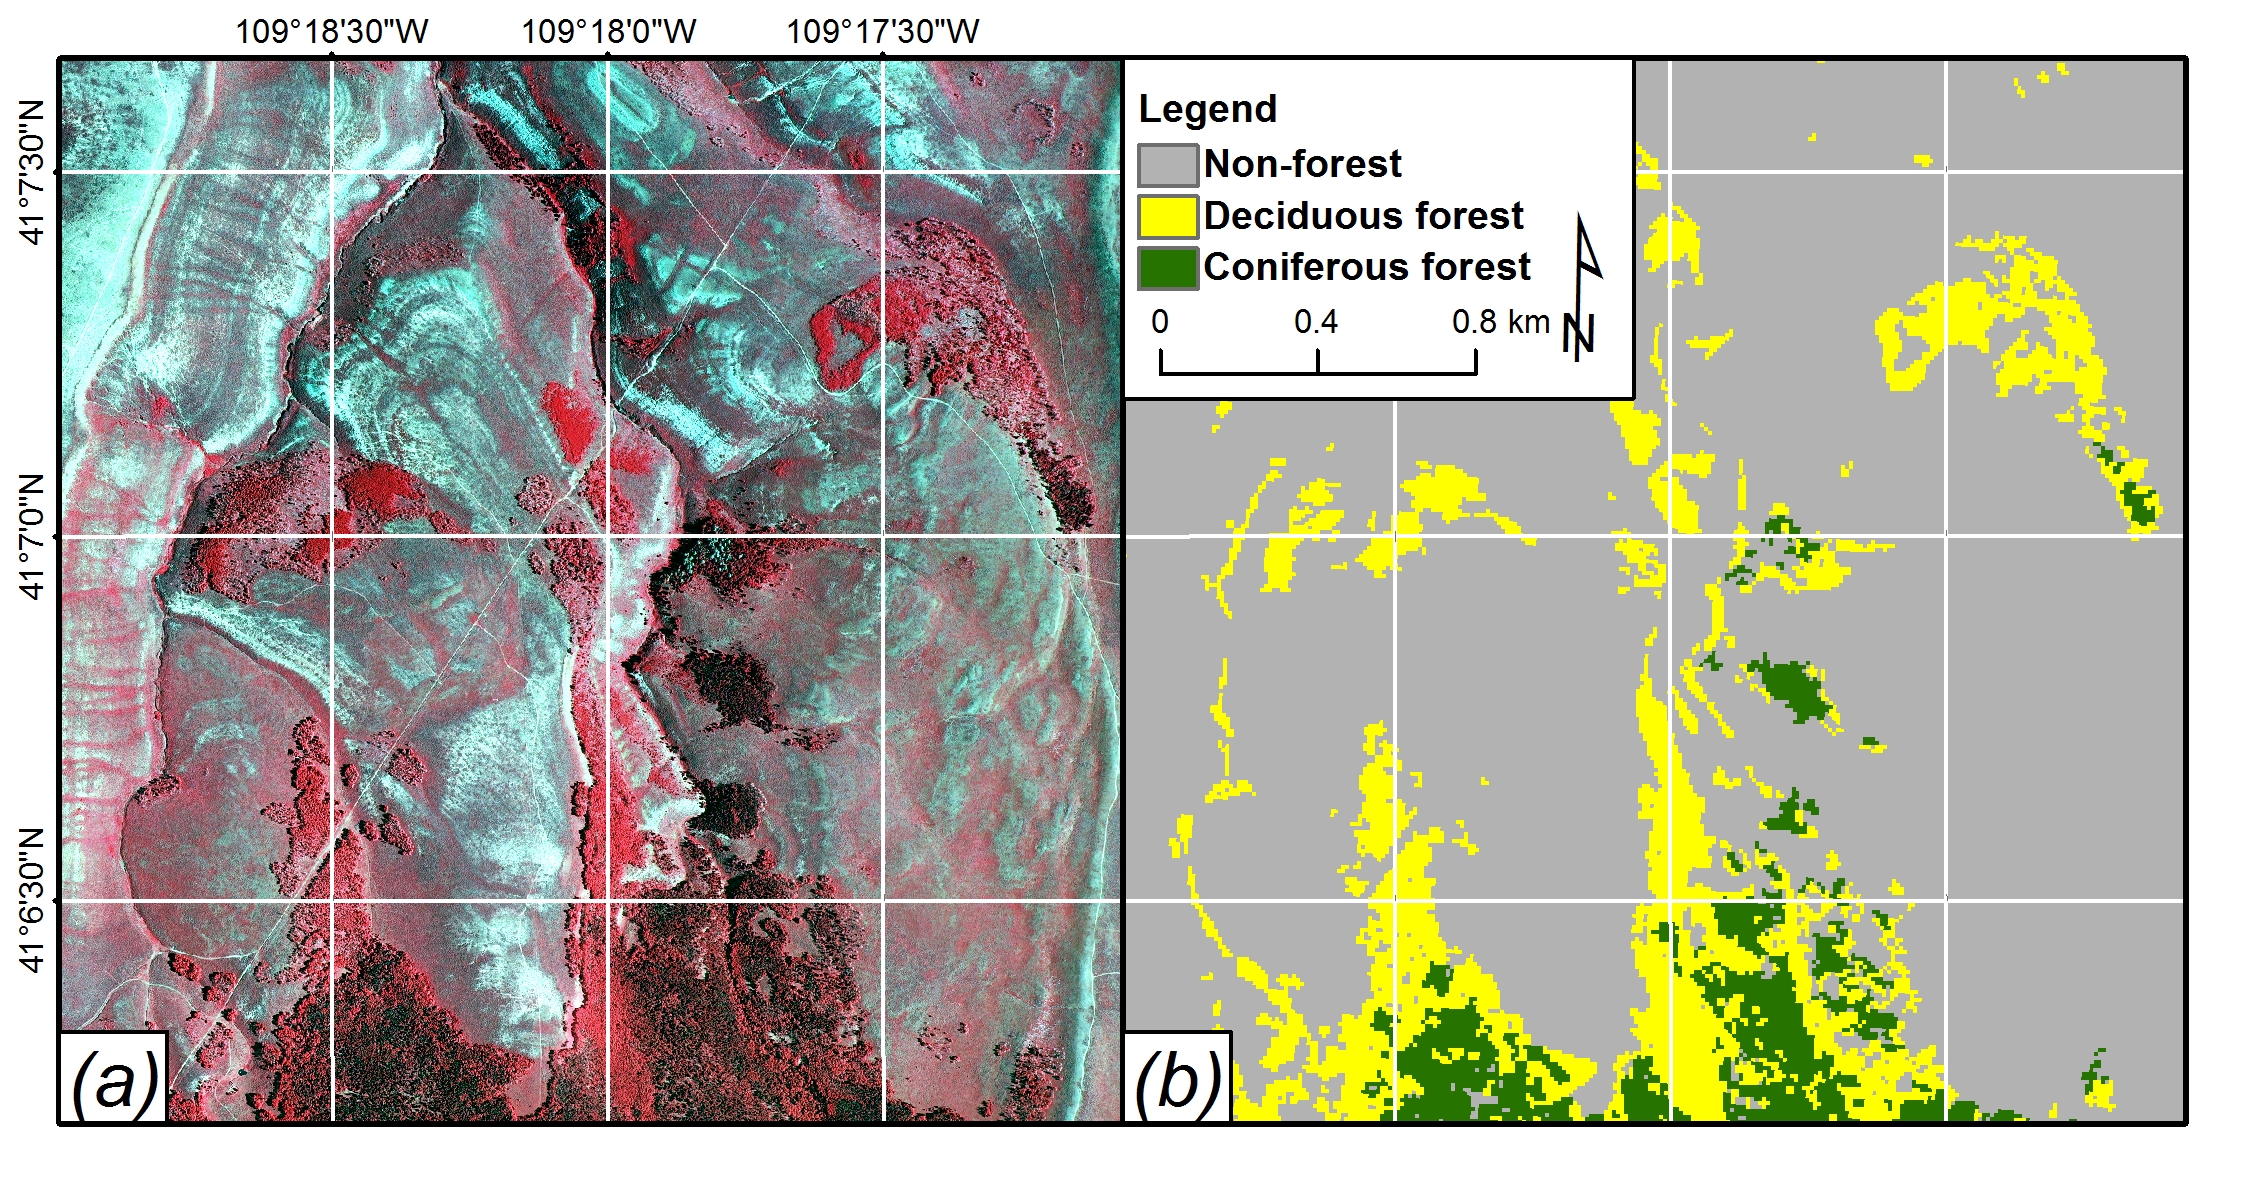 109°18'30"W 109°18'0"W 109°17'30"W
41°7'30"N
41°7'0"N
41°6'30"N
(a)
Legend
Non-forest
Deciduous forest
Coniferous forest
0 0.4 0.8 km
N
(b)